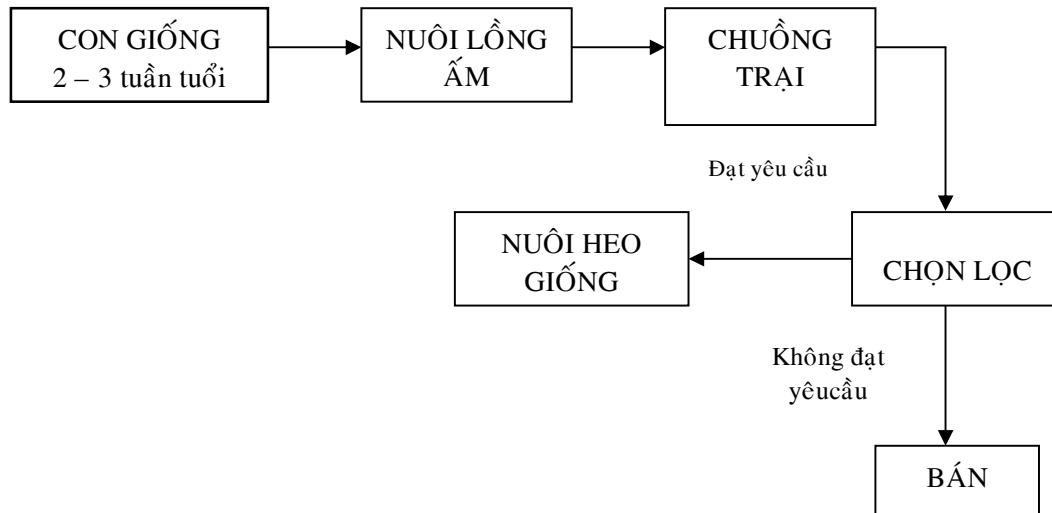 CON GIỐNG
2 – 3 tuần tuổi
NUÔI LỒNG
ẤM
CHUỒNG
TRẠI
Đạt yêu cầu
NUÔI HEO
GIỐNG
CHỌN LỌC
Không đạt
yêucầu
BÁN